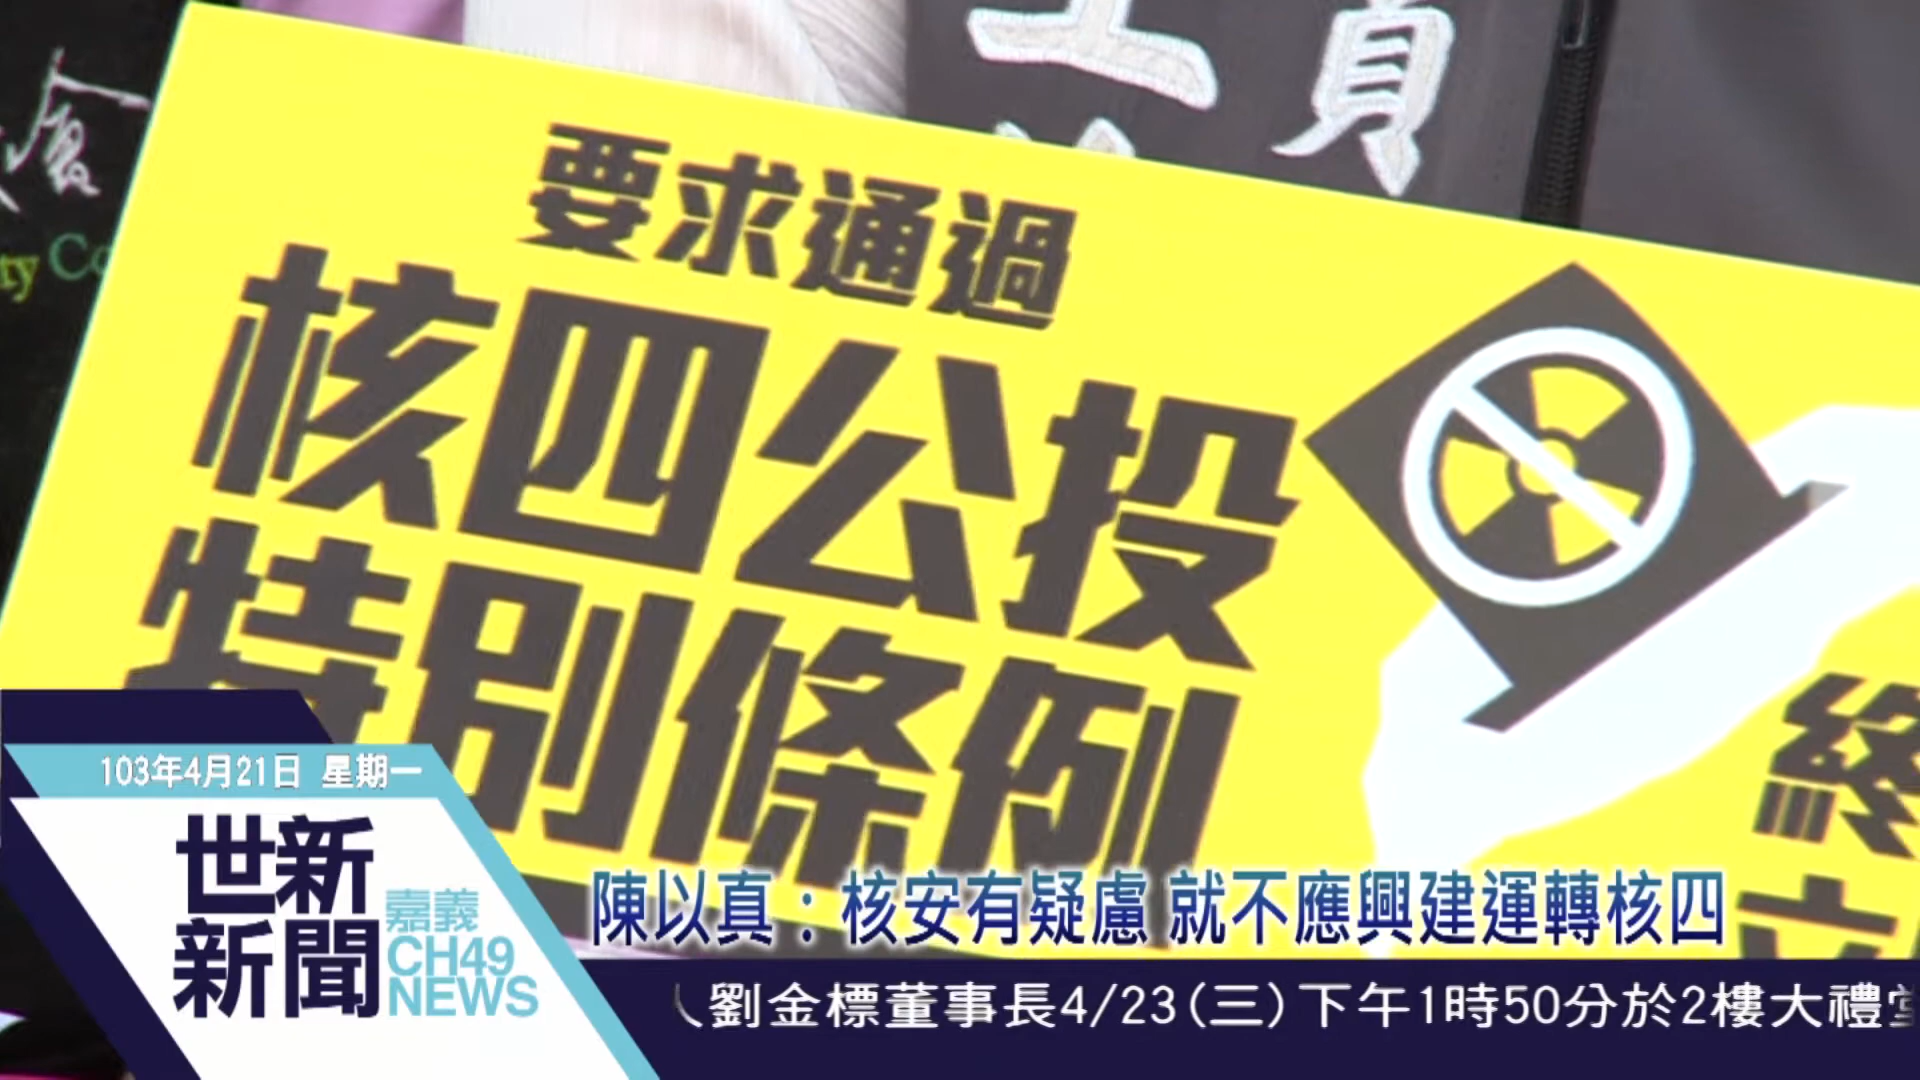 員
要求通過
核四公投
特別條例
終
103年4月21日 星期一
世新
新聞
嘉義
CH49
NEWS
陳以真：核安有疑慮 就不應興建運轉核四
劉金標董事長4/23(三)下午1時50分於2樓大禮堂